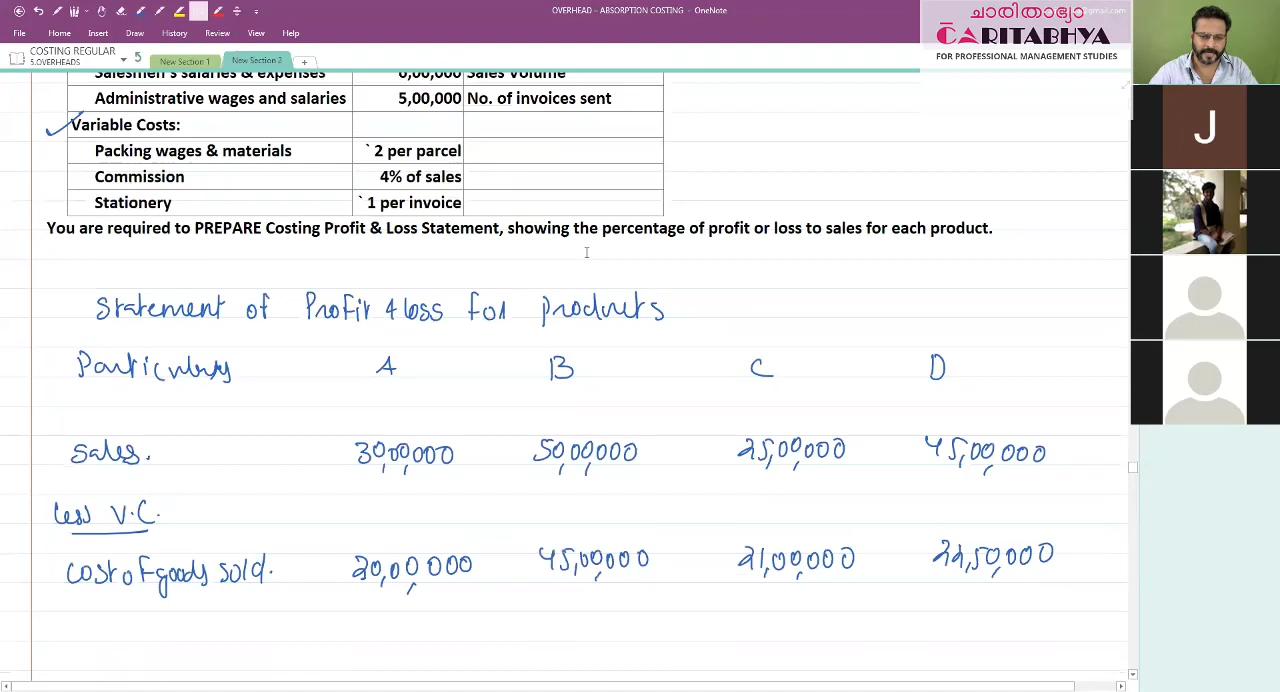 OVERHEAD – ABSORPTION COSTING - OneNote
@gmail.com
File Home Insert Draw History Review View Help
COSTING REGULAR
5.OVERHEADS
5
New Section 1
New Section 2
ചാരിതാഭ്യാ
CARITABHYA
FOR PROFESSIONAL MANAGEMENT STUDIES
J
Salesmen's salaries & expenses 6,00,000 Sales Volume
Administrative wages and salaries 5,00,000 No. of invoices sent
Variable Costs:
Packing wages & materials ` 2 per parcel
Commission 4% of sales
Stationery ` 1 per invoice
You are required to PREPARE Costing Profit & Loss Statement, showing the percentage of profit or loss to sales for each product.
Statement of Profit & loss for products
Particulars A B C D
Sales. 30,00,000 50,00,000 25,00,000 45,00,000
less V.C.
cost of goods sold. 20,00,000 45,00,000 21,00,000 22,50,000